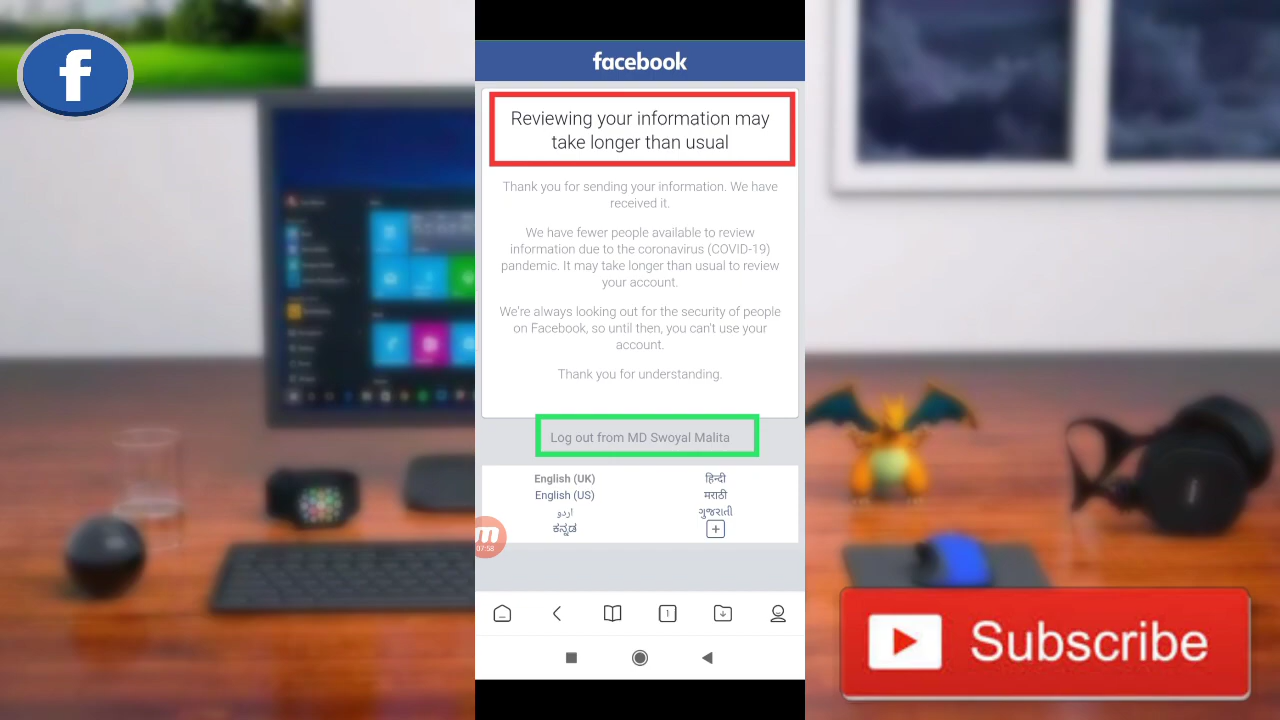 f
facebook
Reviewing your information may
take longer than usual
Thank you for sending your information. We have
received it.
We have fewer people available to review
information due to the coronavirus (COVID-19)
pandemic. It may take longer than usual to review
your account.
We're always looking out for the security of people
on Facebook, so until then, you can't use your
account.
Thank you for understanding.
Log out from MD Swoyal Malita
English (UK)
हिन्दी
English (US)
मराठी
اردو
ગુજરાતી
ಕನ್ನಡ
+
m
07:58
1
Subscribe